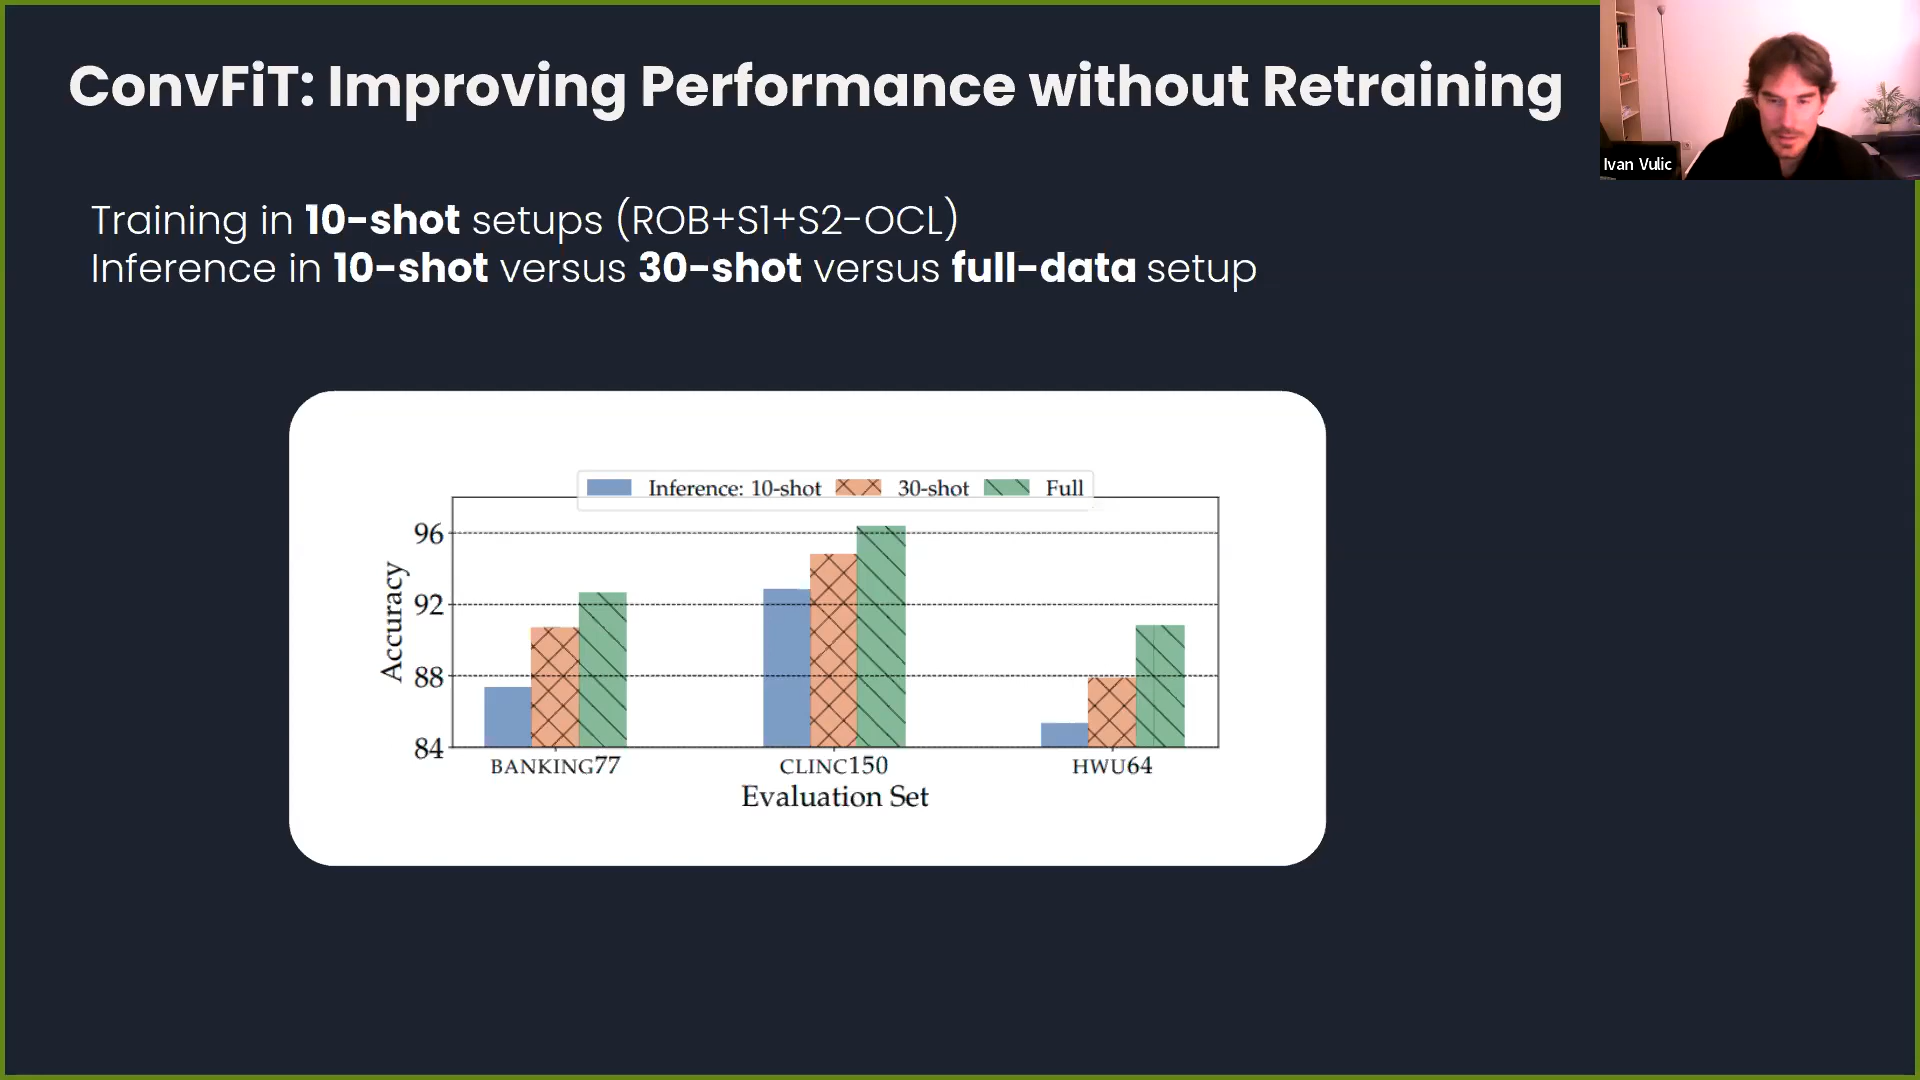 ConvFiT: Improving Performance without Retraining
Ivan Vulic
Training in 10-shot setups (ROB+S1+S2-OCL)
Inference in 10-shot versus 30-shot versus full-data setup
Inference: 10-shot 30-shot Full
96
92
88
84
Accuracy
BANKING77 CLINC150 HWU64
Evaluation Set